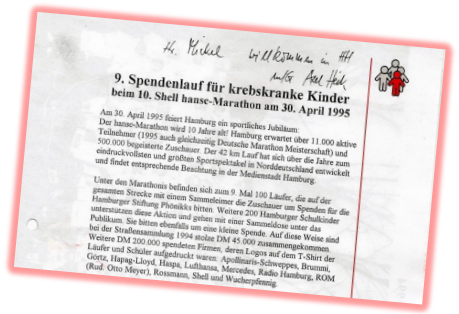 Hr. Mickel willkommen in HH
9. Spendenlauf für krebskranke Kinder
beim 10. Shell hanse-Marathon am 30. April 1995
Am 30. April 1995 feiert Hamburg ein sportliches Jubiläum:
Der hanse-Marathon wird 10 Jahre alt! Hamburg erwartet über 11.000 aktive
Teilnehmer (1995 auch gleichzeitig Deutsche Marathon Meisterschaft) und
500.000 begeisterte Zuschauer. Der 42 km Lauf hat sich über die Jahre zum
eindruckvollsten und größten Sportspektakel in Norddeutschland entwickelt
und findet entsprechende Beachtung in der Medienstadt Hamburg.
Unter den Marathonis befinden sich zum 9. Mal 100 Läufer, die auf der
gesamten Strecke mit einem Sammeleimer die Zuschauer um Spenden für die
Hamburger Stiftung Phönikks bitten. Weitere 200 Hamburger Schulkinder
unterstützen diese Aktion und gehen mit einer Sammeldose unter das
Publikum. Sie bitten ebenfalls um eine kleine Spende. Auf diese Weise sind
bei der Straßensammlung 1994 stolze DM 45.000 zusammengekommen.
Weitere DM 200.000 spendeten Firmen, deren Logos auf dem T-Shirt der
Läufer und Schüler aufgedruckt waren: Apollinaris-Schweppes, Brummi,
Görtz, Hapag-Lloyd, Haspa, Lufthansa, Mercedes, Radio Hamburg, ROM
(Rud. Otto Meyer), Rossmann, Shell und Wucherpfennig.